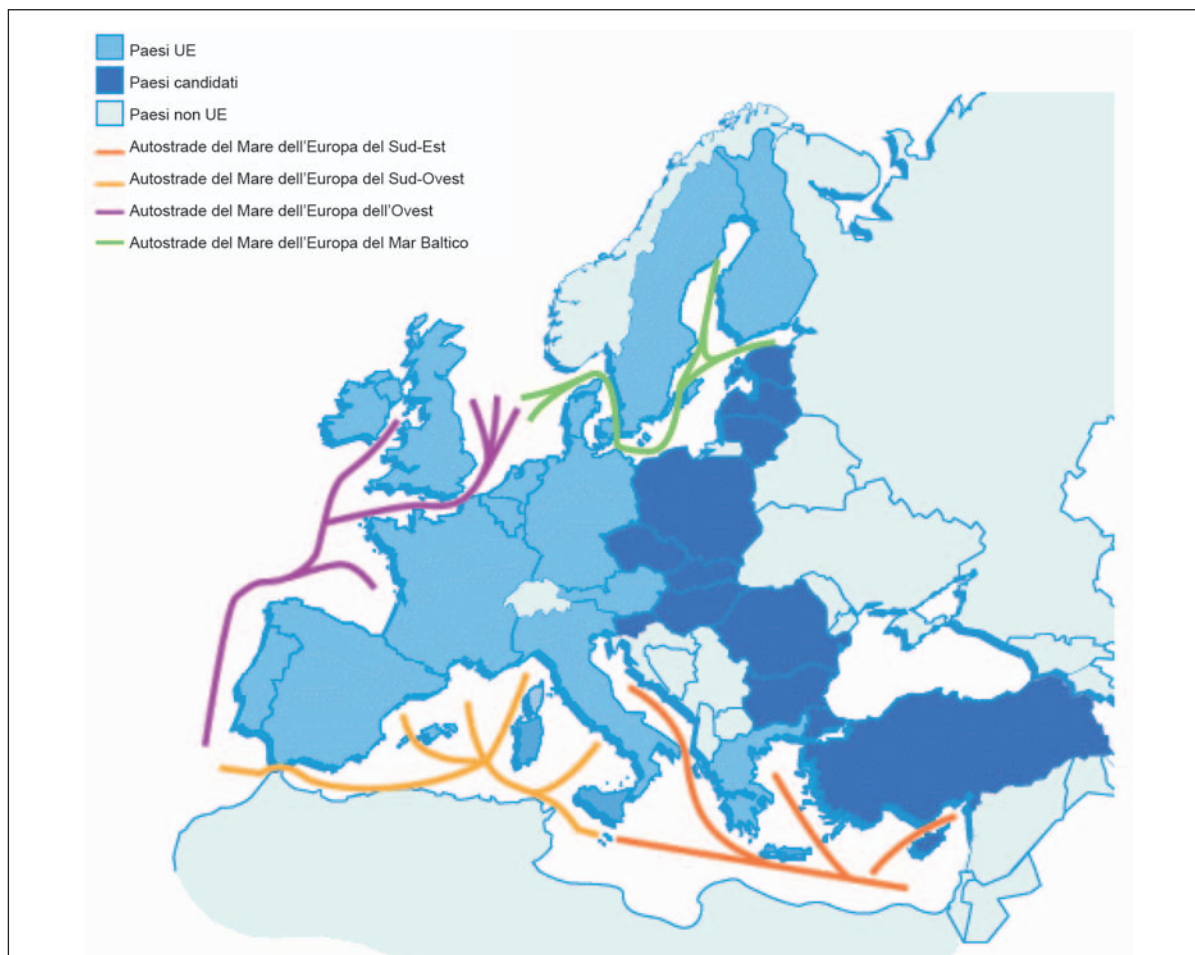 Paesi UE
Paesi candidati
Paesi non UE
Autostrade del Mare dell'Europa del Sud-Est
Autostrade del Mare dell'Europa del Sud-Ovest
Autostrade del Mare dell'Europa dell'Ovest
Autostrade del Mare dell'Europa del Mar Baltico